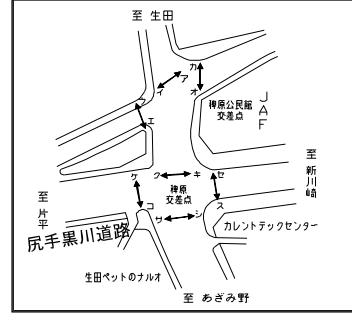 至 生田
カ
ア
イ
オ
ウ
エ
稗原公民館
交差点
JAF
至 新川崎
ケ
ク
キ
セ
稗原
交差点
至 片平
コ
サ
シ
ス
尻手黒川道路
カレントテックセンター
生田ペットのナルオ
至 あざみ野